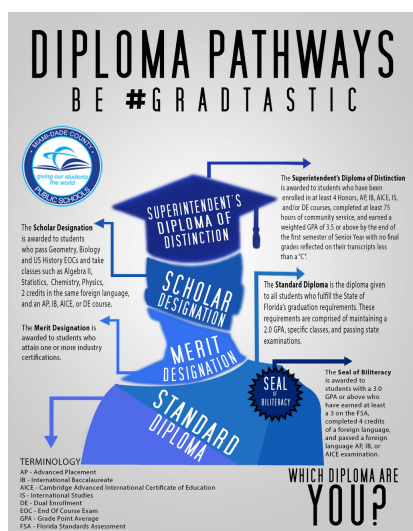 DIPLOMA PATHWAYS
BE #GRADTASTIC
MIAMI-DADE COUNTY
giving our students
the world
PUBLIC SCHOOLS
SUPERINTENDENT'S
DIPLOMA OF
DISTINCTION
The Superintendent's Diploma of Distinction
is awarded to students who have been
enrolled in at least 4 Honors, AP, IB, AICE, IS,
and/or DE courses, completed at least 75
hours of community service, and earned a
weighted GPA of 3.5 or above by the end of
the first semester of Senior Year with no final
grades reflected on their transcripts less
than a "C".
The Scholar Designation
is awarded to students
who pass Geometry, Biology
and US History EOCs and take
classes such as Algebra II,
Statistics, Chemistry, Physics,
2 credits in the same foreign language,
and an AP, IB, AICE, or DE course.
SCHOLAR
DESIGNATION
The Standard Diploma is the diploma given
to all students who fulfill the State of
Florida's graduation requirements. These
requirements are comprised of maintaining a
2.0 GPA, specific classes, and passing state
examinations.
The Merit Designation is
awarded to students who
attain one or more industry
certifications.
MERIT
DESIGNATION
SEAL
OF
BILITERACY
The Seal of Biliteracy
is awarded to
students with a 3.0
GPA or above who
have earned at least
a 3 on the FSA,
completed 4 credits
of a foreign language,
and passed a foreign
language AP, IB, or
AICE examination.
STANDARD
DIPLOMA
TERMINOLOGY
AP - Advanced Placement
IB - International Baccalaureate
AICE - Cambridge Advanced International Certificate of Education
IS - International Studies
DE - Dual Enrollment
EOC - End Of Course Exam
GPA - Grade Point Average
FSA - Florida Standards Assessment
WHICH DIPLOMA ARE
YOU?